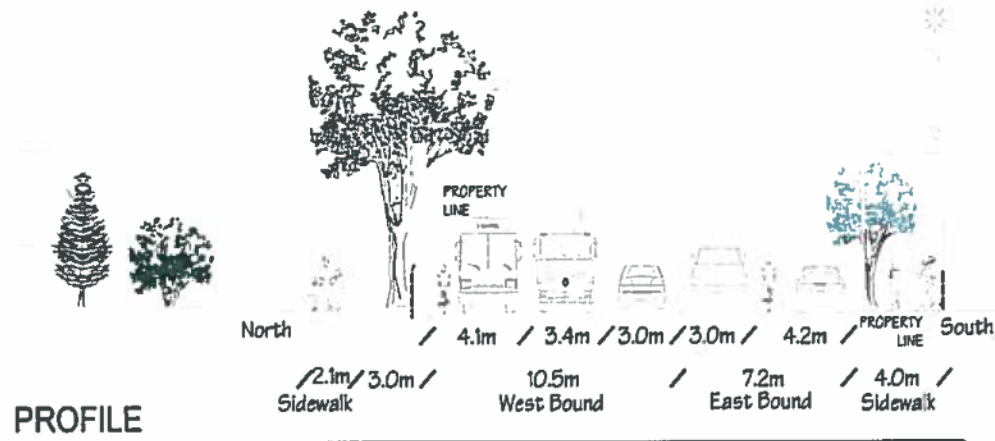 PROPERTY
LINE
North
/ 4.1m / 3.4m / 3.0m / 3.0m / 4.2m /
PROPERTY
LINE
South
/ 2.1m / 3.0m / 10.5m / 7.2m / 4.0m /
Sidewalk West Bound East Bound Sidewalk
PROFILE